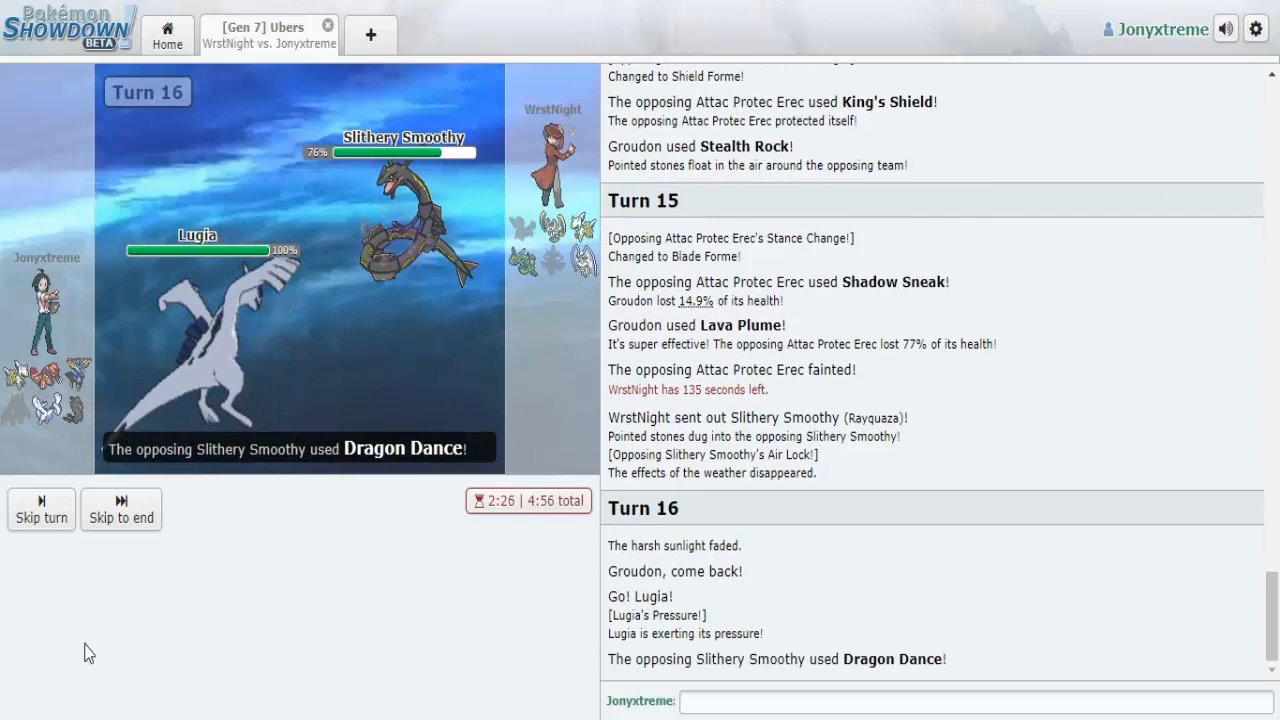 Pokémon
SHOWDOWN!
BETA
Home
[Gen 7] Ubers
WrstNight vs. Jonyxtreme
+
Jonyxtreme
Turn 16
WrstNight
Slithery Smoothy
76%
Lugia
100%
Jonyxtreme
The opposing Slithery Smoothy used Dragon Dance!
Skip turn
Skip to end
2:26 | 4:56 total
Changed to Shield Forme!
The opposing Attac Protec Erec used King's Shield!
The opposing Attac Protec Erec protected itself!
Groudon used Stealth Rock!
Pointed stones float in the air around the opposing team!
Turn 15
[Opposing Attac Protec Erec's Stance Change!]
Changed to Blade Forme!
The opposing Attac Protec Erec used Shadow Sneak!
Groudon lost 14.9% of its health!
Groudon used Lava Plume!
It's super effective! The opposing Attac Protec Erec lost 77% of its health!
The opposing Attac Protec Erec fainted!
WrstNight has 135 seconds left.
WrstNight sent out Slithery Smoothy (Rayquaza)!
Pointed stones dug into the opposing Slithery Smoothy!
[Opposing Slithery Smoothy's Air Lock!]
The effects of the weather disappeared.
Turn 16
The harsh sunlight faded.
Groudon, come back!
Go! Lugia!
[Lugia's Pressure!]
Lugia is exerting its pressure!
The opposing Slithery Smoothy used Dragon Dance!
Jonyxtreme: